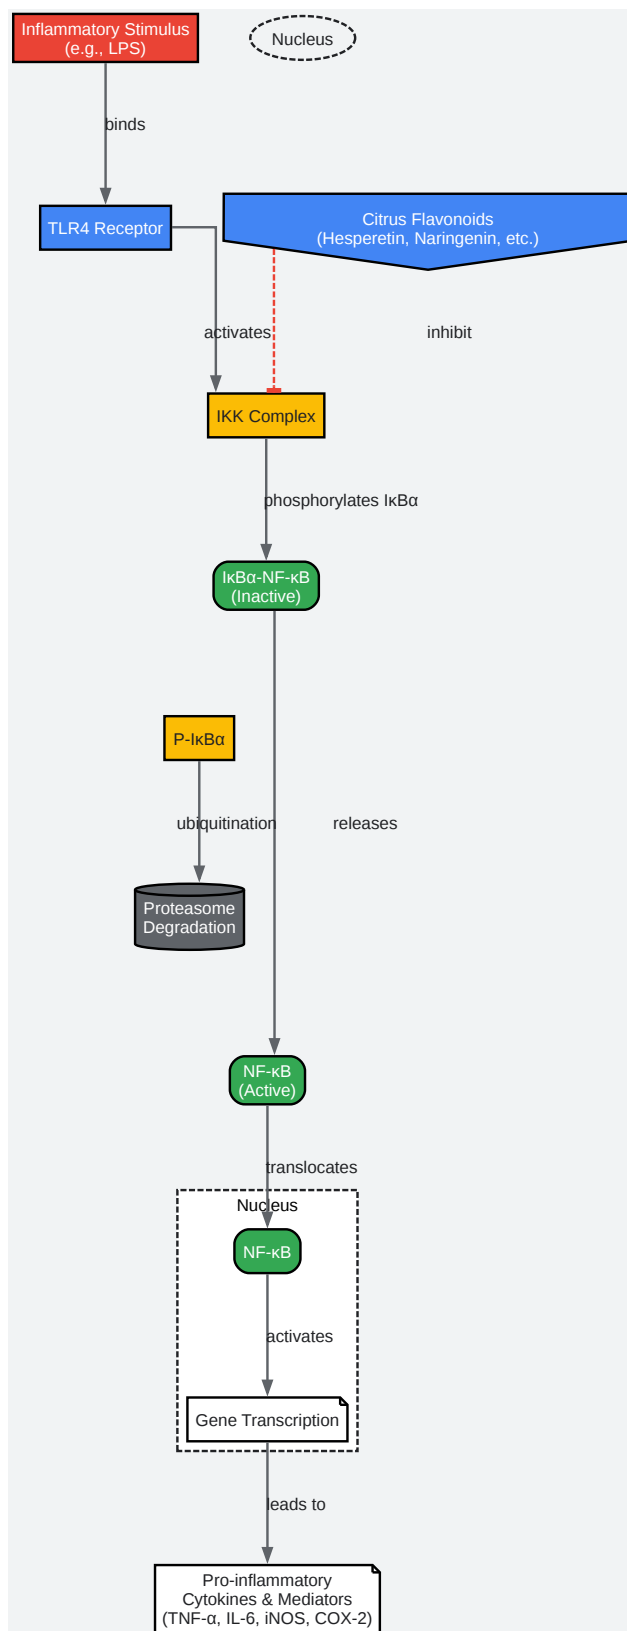 Inflammatory Stimulus
(e.g., LPS)
Nucleus
binds
TLR4 Receptor
Citrus Flavonoids
(Hesperetin, Naringenin, etc.)
activates
inhibit
IKK Complex
phosphorylates IκBα
IκBα-NF-κB
(Inactive)
P-IκBα
ubiquitination
releases
Proteasome
Degradation
NF-κB
(Active)
translocates
Nucleus
NF-κB
activates
Gene Transcription
leads to
Pro-inflammatory
Cytokines & Mediators
(TNF-α, IL-6, iNOS, COX-2)